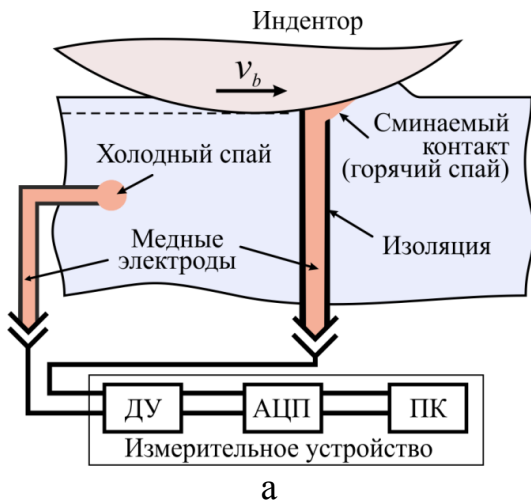 Индентор
v_b
Сминаемый
контакт
(горячий спай)
Холодный спай
Медные
электроды
Изоляция
ДУ
АЦП
ПК
Измерительное устройство
а